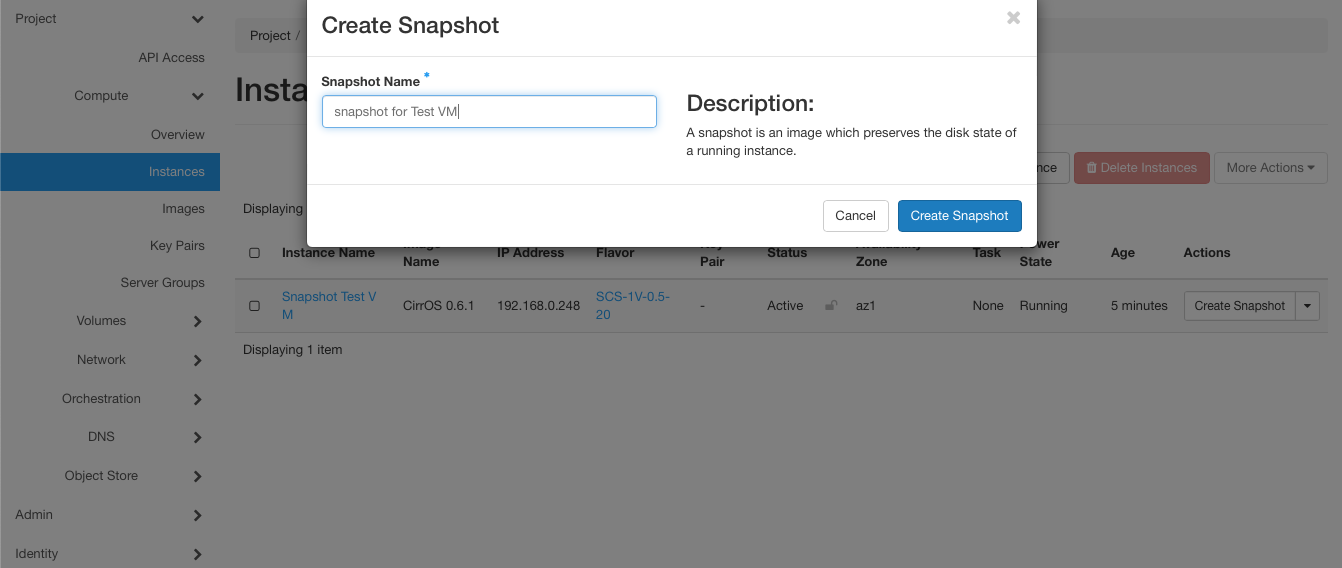 Project
API Access
Compute
Overview
Instances
Images
Key Pairs
Server Groups
Volumes
Network
Orchestration
DNS
Object Store
Admin
Identity
Project /
Insta
Create Snapshot
Snapshot Name *
snapshot for Test VM
Description:
A snapshot is an image which preserves the disk state of
a running instance.
Cancel
Create Snapshot
nce
Delete Instances
More Actions
Displaying
Instance Name
Image
Name
IP Address
Flavor
Key
Pair
Status
Availability
Zone
Task
Power
State
Age
Actions
Snapshot Test V
M
CirrOS 0.6.1
192.168.0.248
SCS-1V-0.5-
20
-
Active
az1
None
Running
5 minutes
Create Snapshot
Displaying 1 item